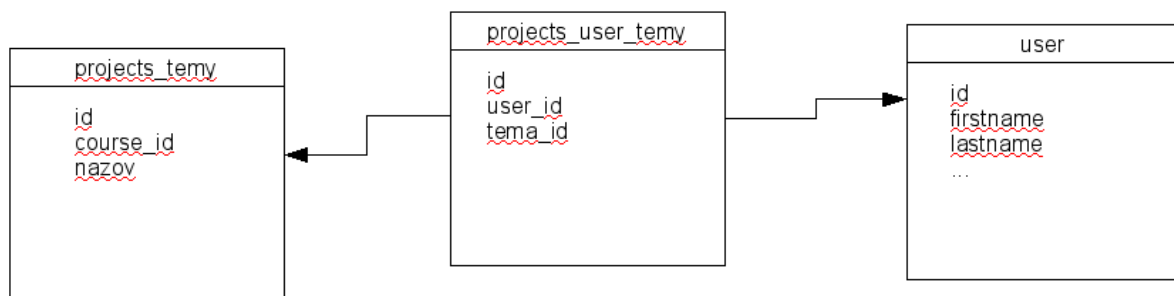 projects_temy
id
course_id
nazov
projects_user_temy
id
user_id
tema_id
user
id
firstname
lastname
...